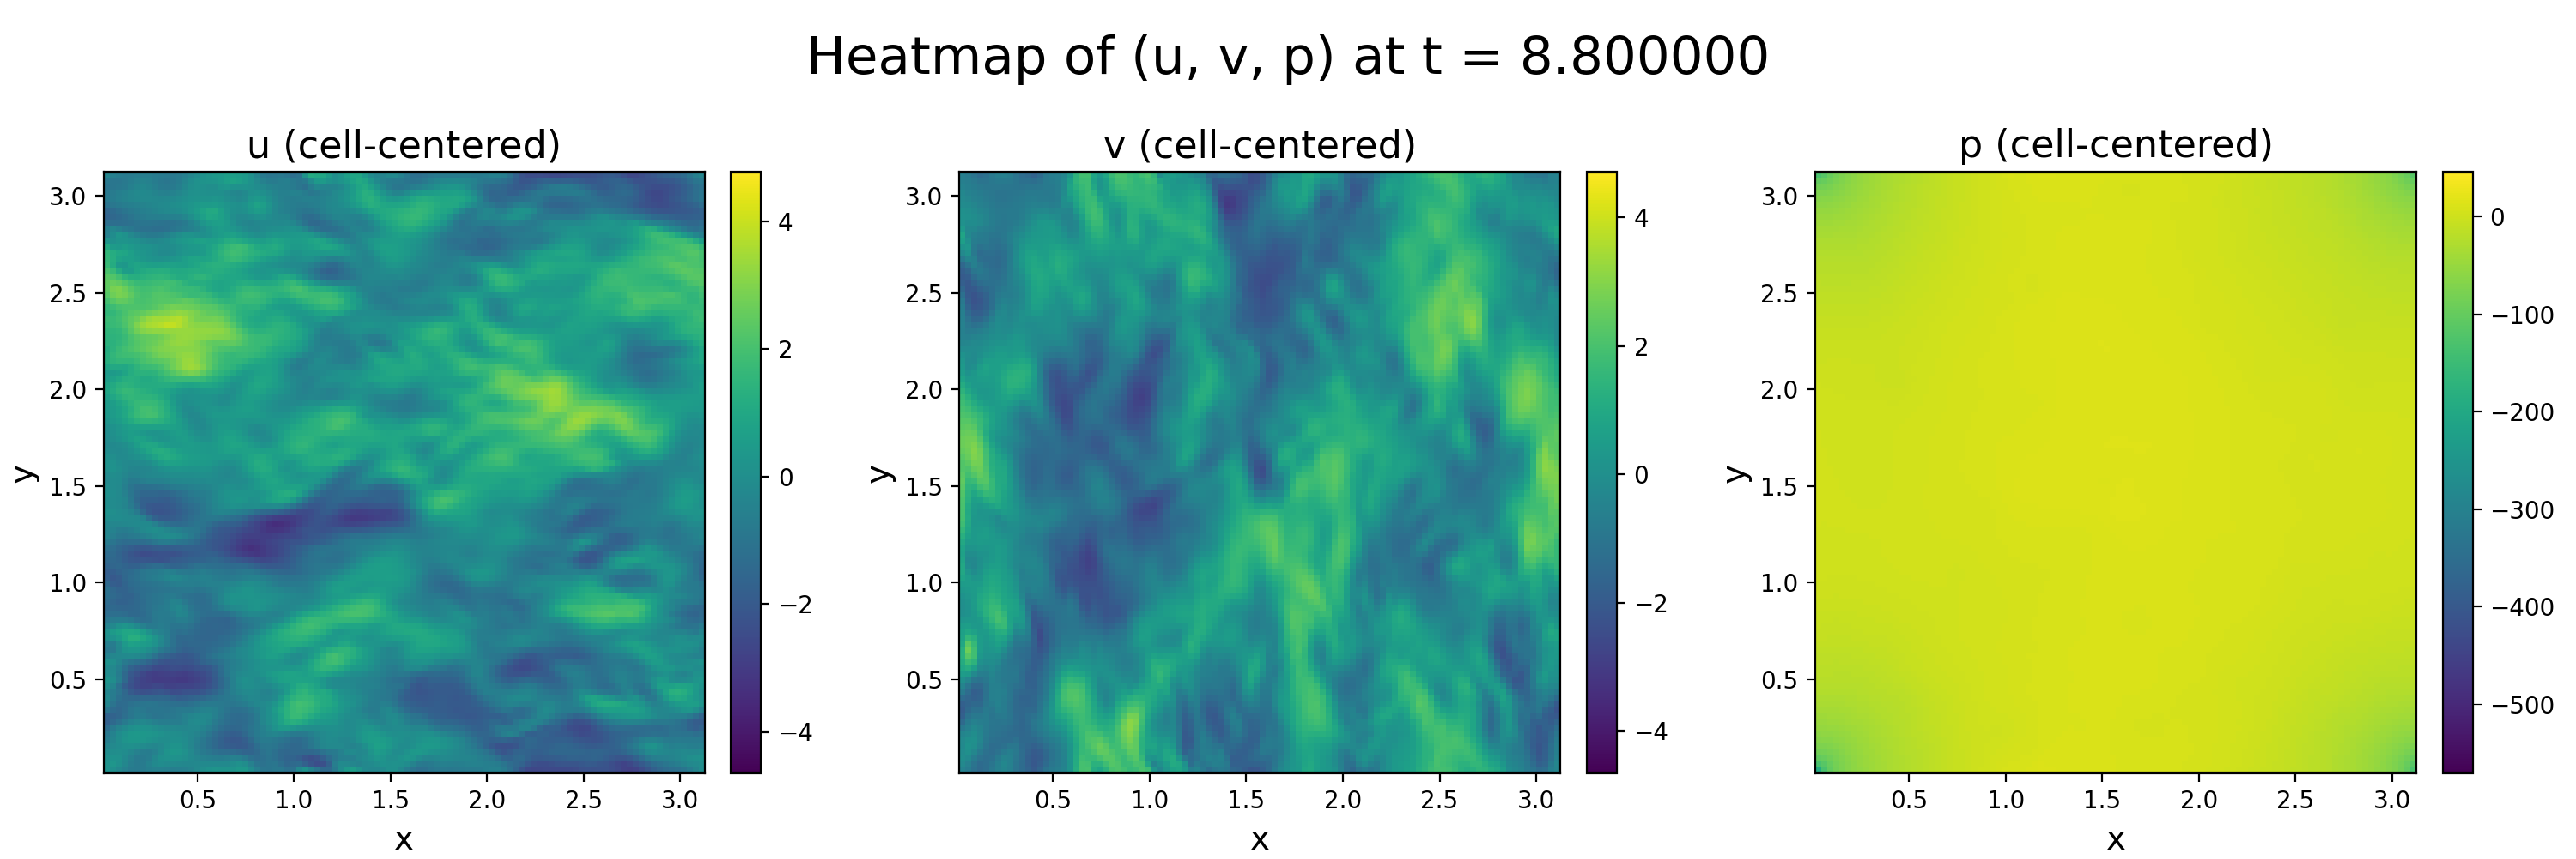 Heatmap of (u, v, p) at t = 8.800000
u (cell-centered)
3.0
2.5
2.0
1.5
1.0
0.5
y
0.5 1.0 1.5 2.0 2.5 3.0
x
4
2
0
−2
−4
v (cell-centered)
3.0
2.5
2.0
1.5
1.0
0.5
y
0.5 1.0 1.5 2.0 2.5 3.0
x
4
2
0
−2
−4
p (cell-centered)
3.0
2.5
2.0
1.5
1.0
0.5
y
0.5 1.0 1.5 2.0 2.5 3.0
x
0
−100
−200
−300
−400
−500